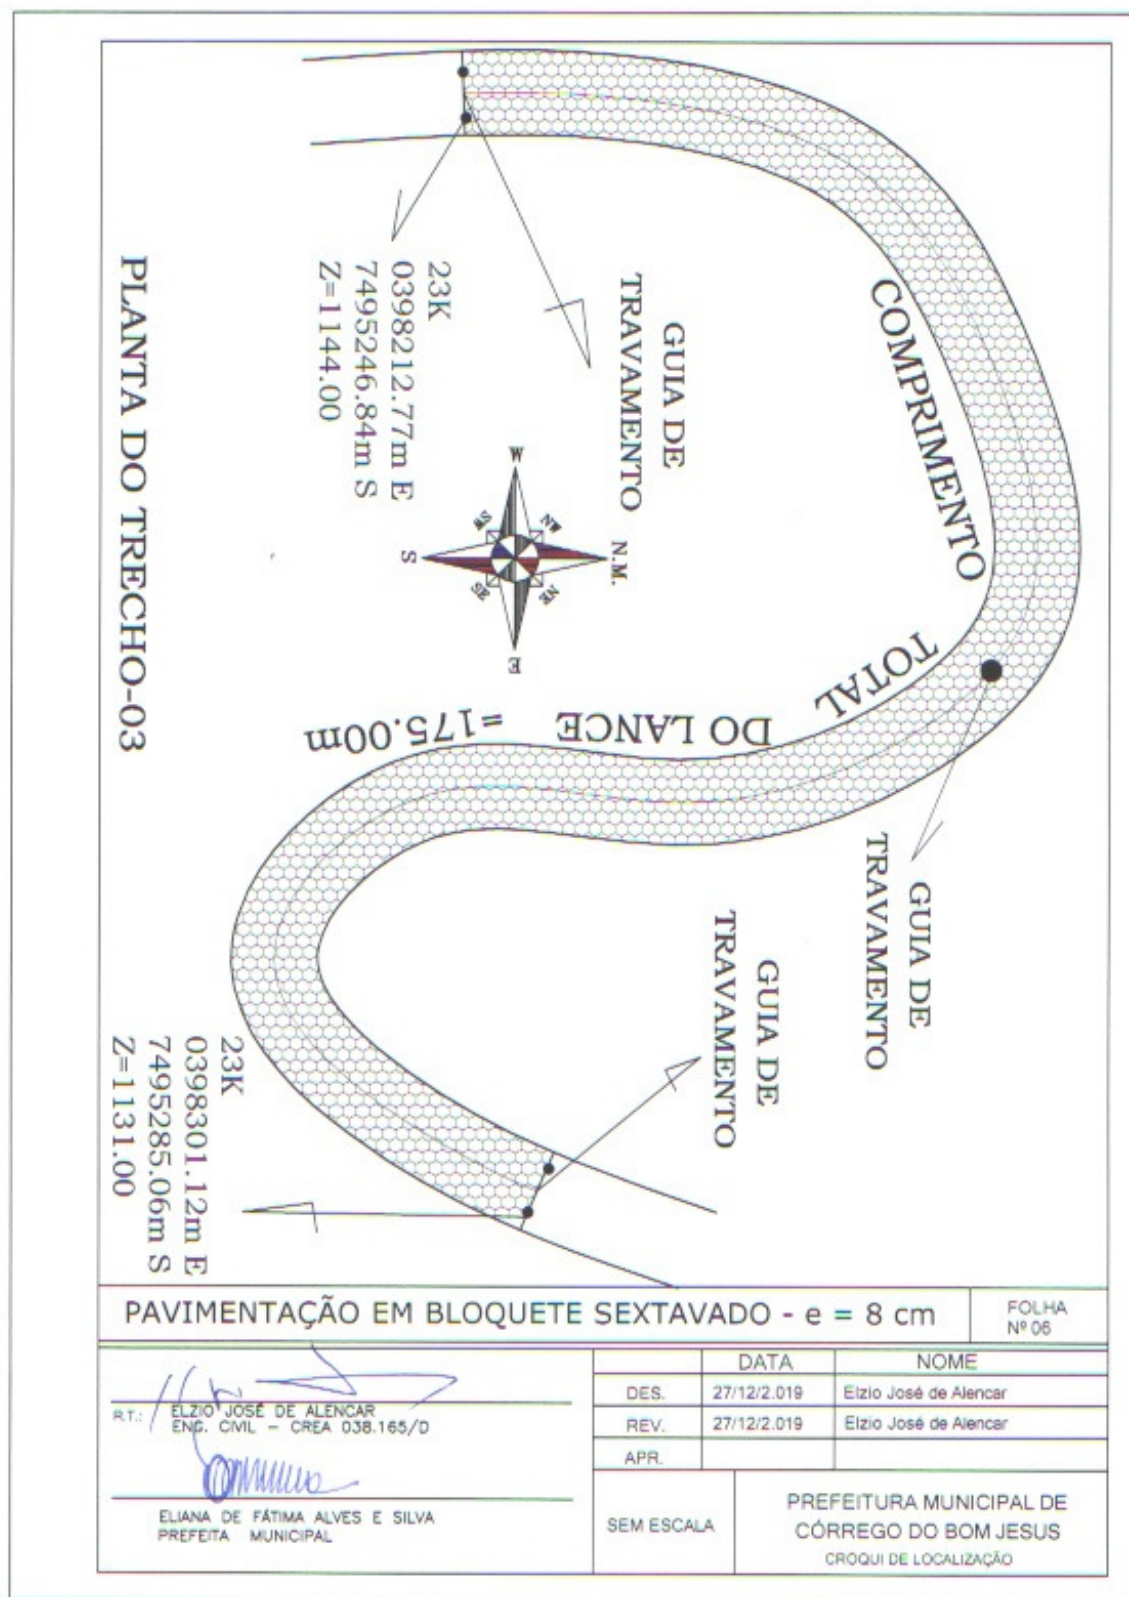 PLANTA DO TRECHO-03
23K
0398212.77m E
7495246.84m S
Z=1144.00
GUIA DE
TRAVAMENTO
COMPRIMENTO TOTAL DO LANCE =175.00m
W
NW
N.M.
NE
E
SE
S
SW
GUIA DE
TRAVAMENTO
GUIA DE
TRAVAMENTO
23K
0398301.12m E
7495285.06m S
Z=1131.00
PAVIMENTAÇÃO EM BLOQUETE SEXTAVADO - e = 8 cm
FOLHA
Nº 06
R.T.:
ELZIO JOSÉ DE ALENCAR
ENG. CIVIL – CREA 038.165/D
ELIANA DE FÁTIMA ALVES E SILVA
PREFEITA MUNICIPAL
DATA NOME
DES. 27/12/2.019 Elzio José de Alencar
REV. 27/12/2.019 Elzio José de Alencar
APR.
SEM ESCALA
PREFEITURA MUNICIPAL DE
CÓRREGO DO BOM JESUS
CROQUI DE LOCALIZAÇÃO